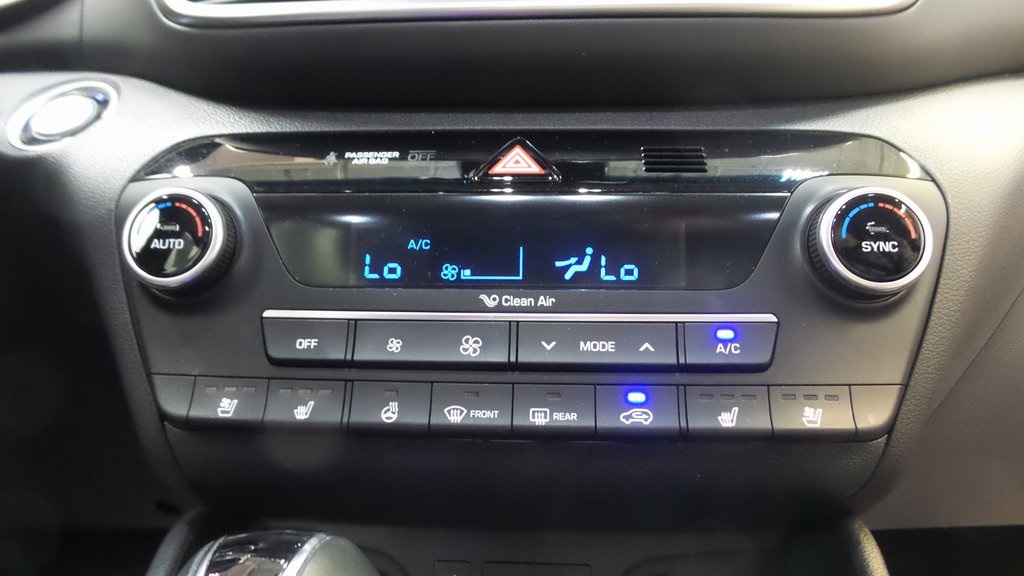 PASSENGER
AIR BAG OFF
A/C
Lo Lo
AUTO
SYNC
Clean Air
OFF MODE A/C
FRONT REAR